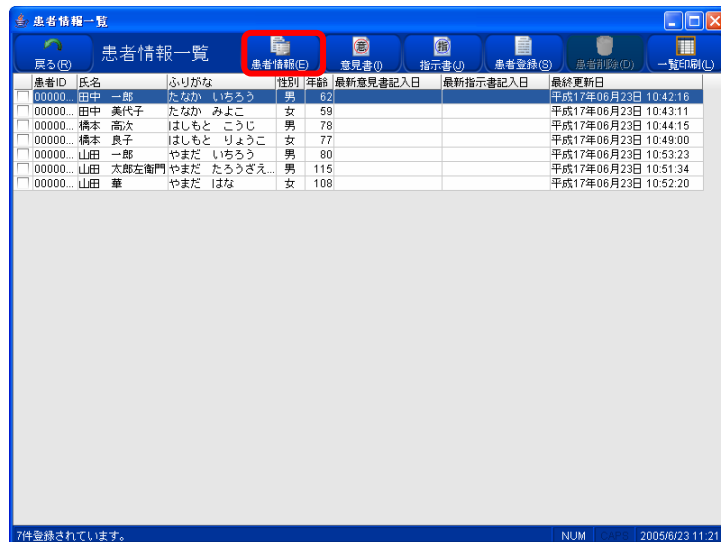 患者情報一覧
戻る(R) 患者情報一覧 患者情報(E) 意見書(I) 指示書(J) 患者登録(S) 患者削除(D) 一覧印刷(L)
患者ID 氏名 ふりがな 性別 年齢 最新意見書記入日 最新指示書記入日 最終更新日
00000... 田中 一郎 たなか いちろう 男 62 平成17年06月23日 10:42:16
00000... 田中 美代子 たなか みよこ 女 59 平成17年06月23日 10:43:11
00000... 橋本 高次 はしもと こうじ 男 78 平成17年06月23日 10:44:15
00000... 橋本 良子 はしもと りょうこ 女 77 平成17年06月23日 10:49:00
00000... 山田 一郎 やまだ いちろう 男 80 平成17年06月23日 10:53:23
00000... 山田 太郎左衛門 やまだ たろうざえ... 男 115 平成17年06月23日 10:51:34
00000... 山田 華 やまだ はな 女 108 平成17年06月23日 10:52:20
7件登録されています。 NUM CAPS 2005/6/23 11:21